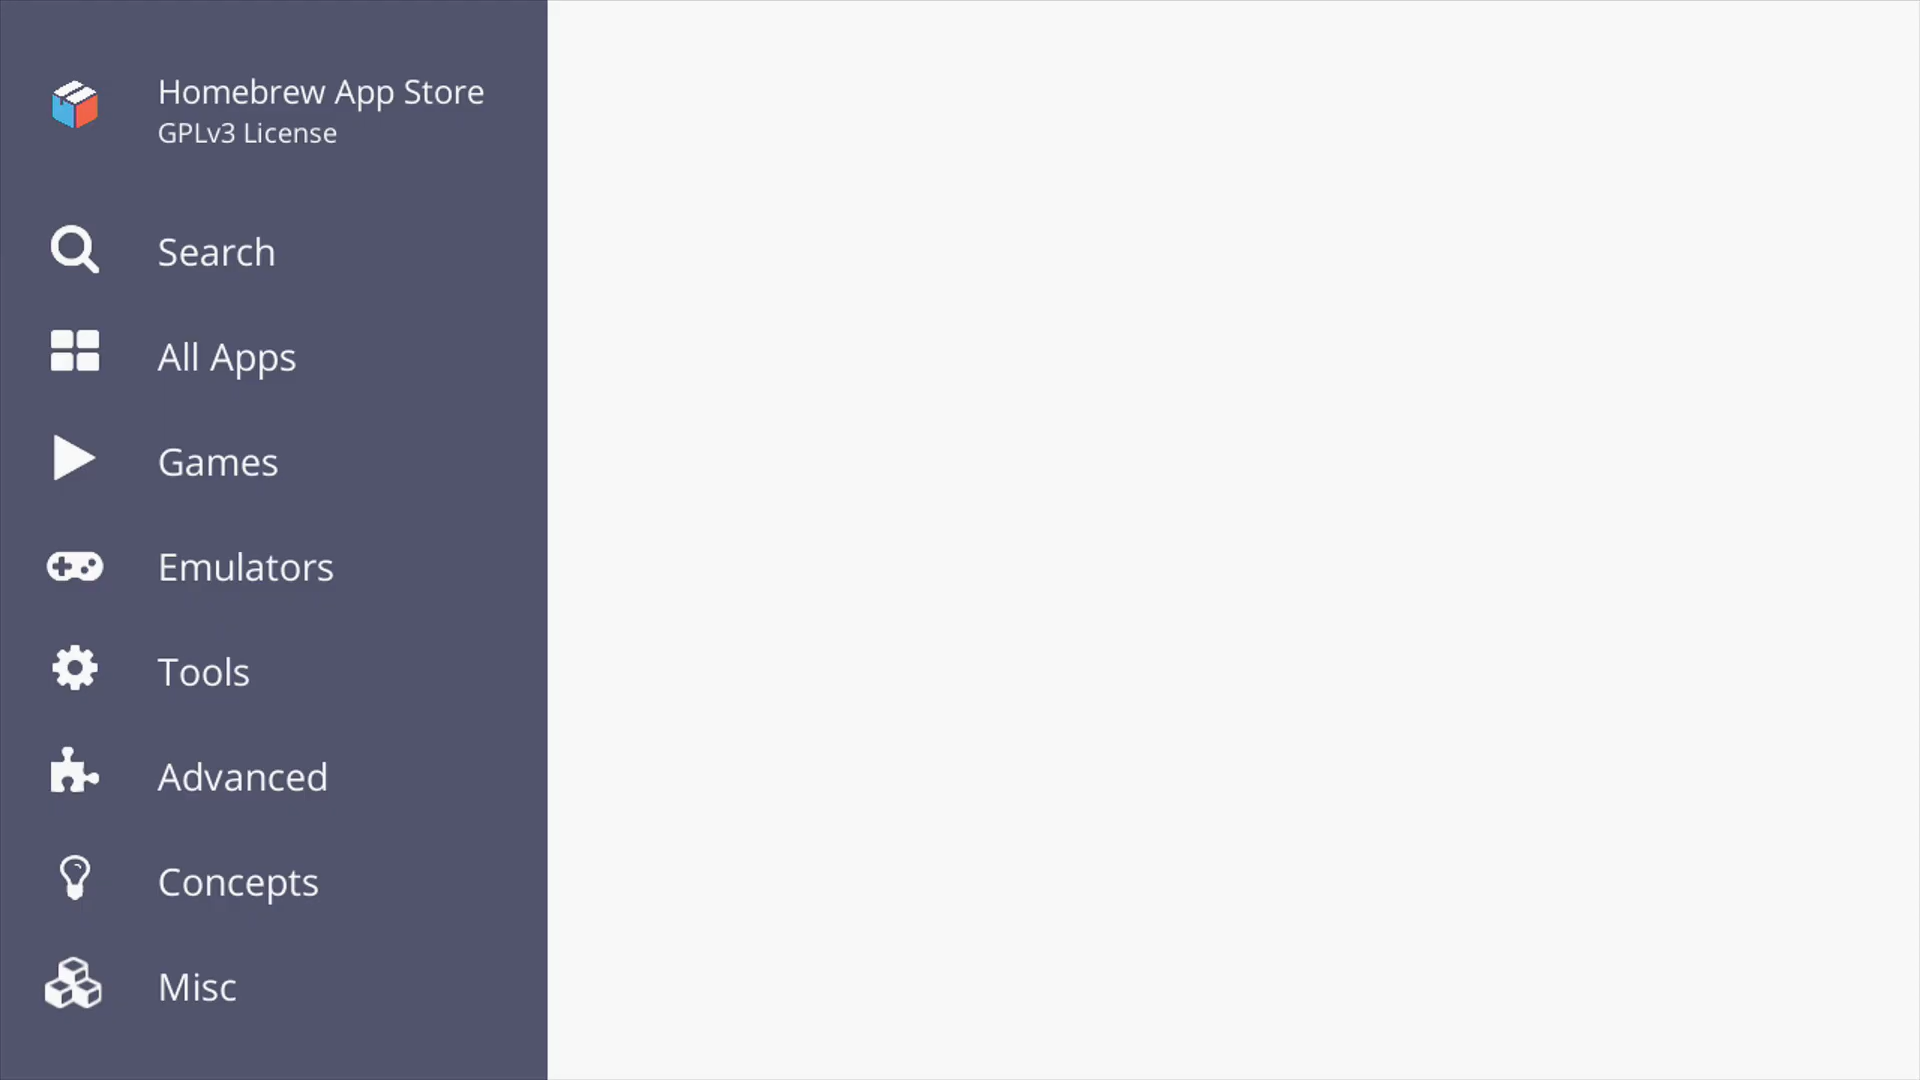 Homebrew App Store
GPLv3 License
Search
All Apps
Games
Emulators
Tools
Advanced
Concepts
Misc